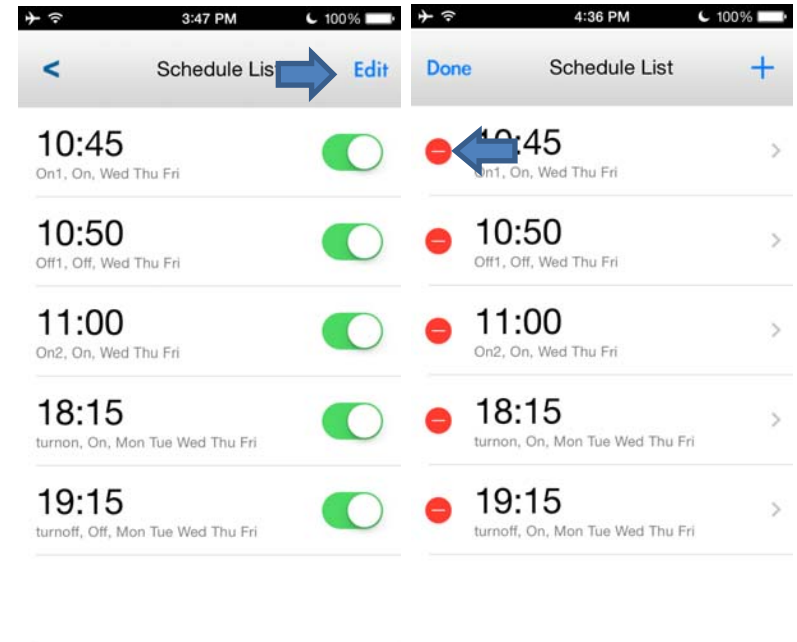 3:47 PM 100%
< Schedule Lis Edit
10:45
On1, On, Wed Thu Fri
10:50
Off1, Off, Wed Thu Fri
11:00
On2, On, Wed Thu Fri
18:15
turnon, On, Mon Tue Wed Thu Fri
19:15
turnoff, Off, Mon Tue Wed Thu Fri
4:36 PM 100%
Done Schedule List +
10:45
On1, On, Wed Thu Fri
10:50
Off1, Off, Wed Thu Fri
11:00
On2, On, Wed Thu Fri
18:15
turnon, On, Mon Tue Wed Thu Fri
19:15
turnoff, On, Mon Tue Wed Thu Fri